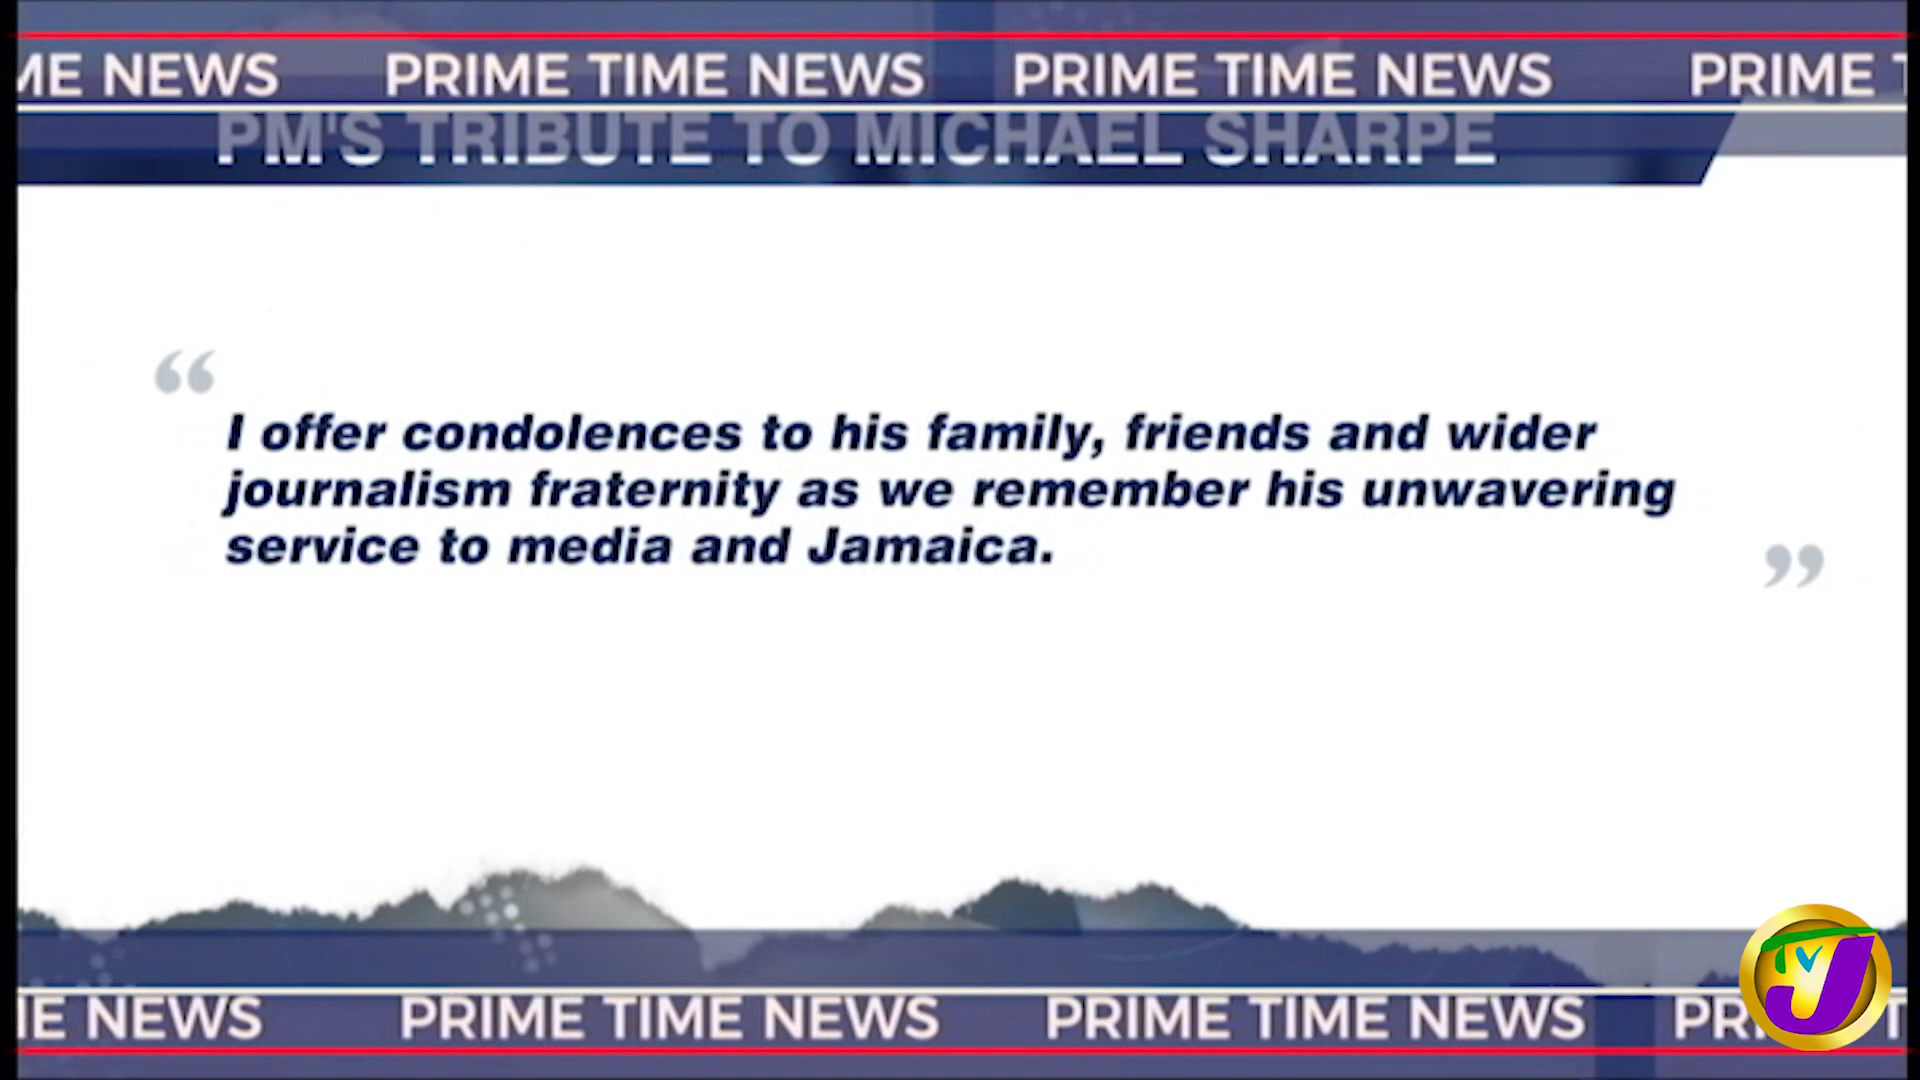 ME NEWS PRIME TIME NEWS PRIME TIME NEWS PRIME T
PM'S TRIBUTE TO MICHAEL SHARPE
“
I offer condolences to his family, friends and wider
journalism fraternity as we remember his unwavering
service to media and Jamaica.
”
IE NEWS PRIME TIME NEWS PRIME TIME NEWS PR T
TVJ